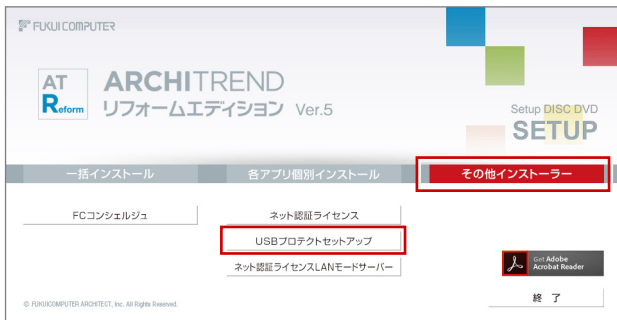 FUKUI COMPUTER
AT
Reform
ARCHITREND
リフォームエディション Ver.5
Setup DISC DVD
SETUP
一括インストール
各アプリ個別インストール
その他インストーラー
FCコンシェルジュ
ネット認証ライセンス
USBプロテクトセットアップ
ネット認証ライセンスLANモードサーバー
Get Adobe
Acrobat Reader
© FUKUICOMPUTER ARCHITECT, Inc. All Rights Reserved.
終 了